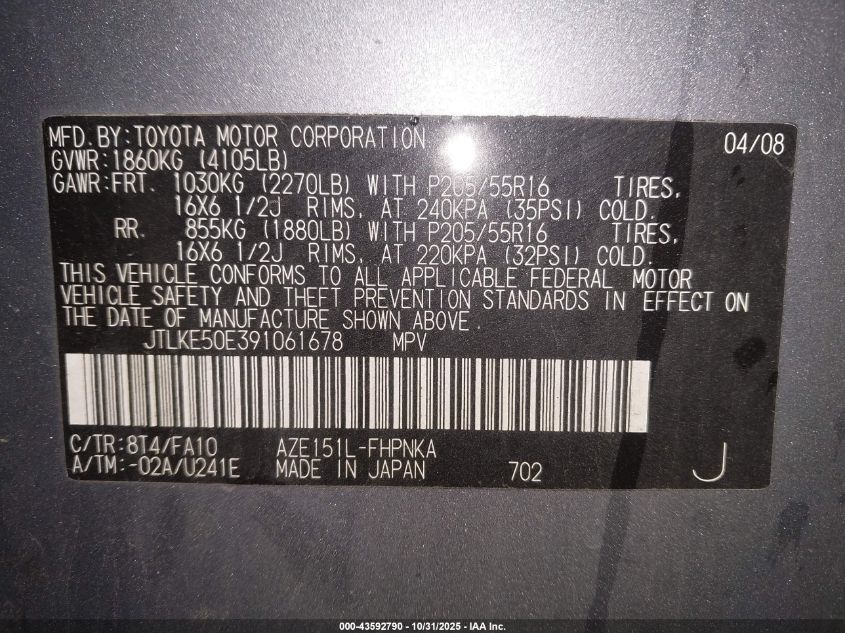 MFD.BY:TOYOTA MOTOR CORPORATION 04/08
GVWR:1860KG (4105LB)
GAWR:FRT. 1030KG (2270LB) WITH P205/55R16 TIRES,
16X6 1/2J RIMS, AT 240KPA (35PSI) COLD.
RR. 855KG (1880LB) WITH P205/55R16 TIRES,
16X6 1/2J RIMS, AT 220KPA (32PSI) COLD.
THIS VEHICLE CONFORMS TO ALL APPLICABLE FEDERAL MOTOR
VEHICLE SAFETY AND THEFT PREVENTION STANDARDS IN EFFECT ON
THE DATE OF MANUFACTURE SHOWN ABOVE.
JTLKE50E391061678 MPV
C/TR:8T4/FA10 AZE151L-FHPNKA
A/TM:-02A/U241E MADE IN JAPAN 702 J
000-43592790 - 10/31/2025 - IAA Inc.